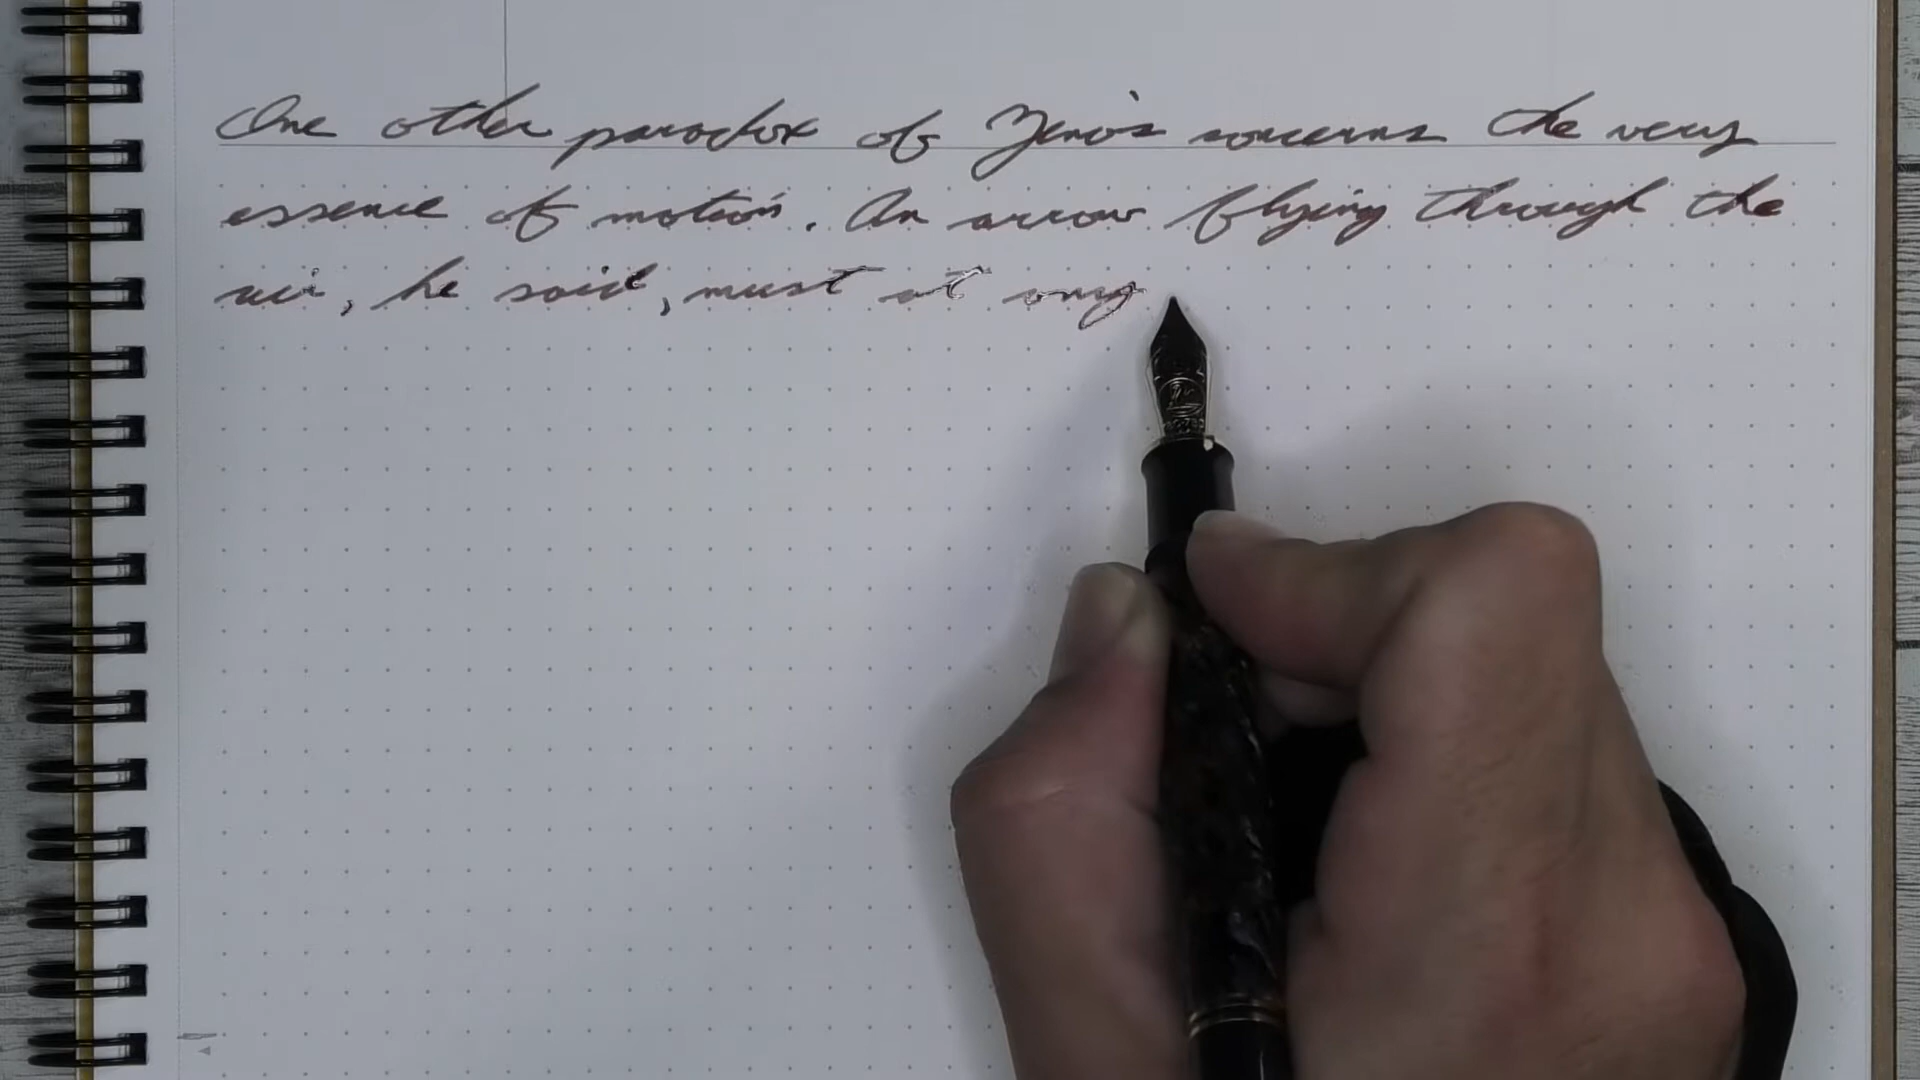 One other paradox of Zeno's concerns the very
essence of motion. An arrow flying through the
air, he said, must at any